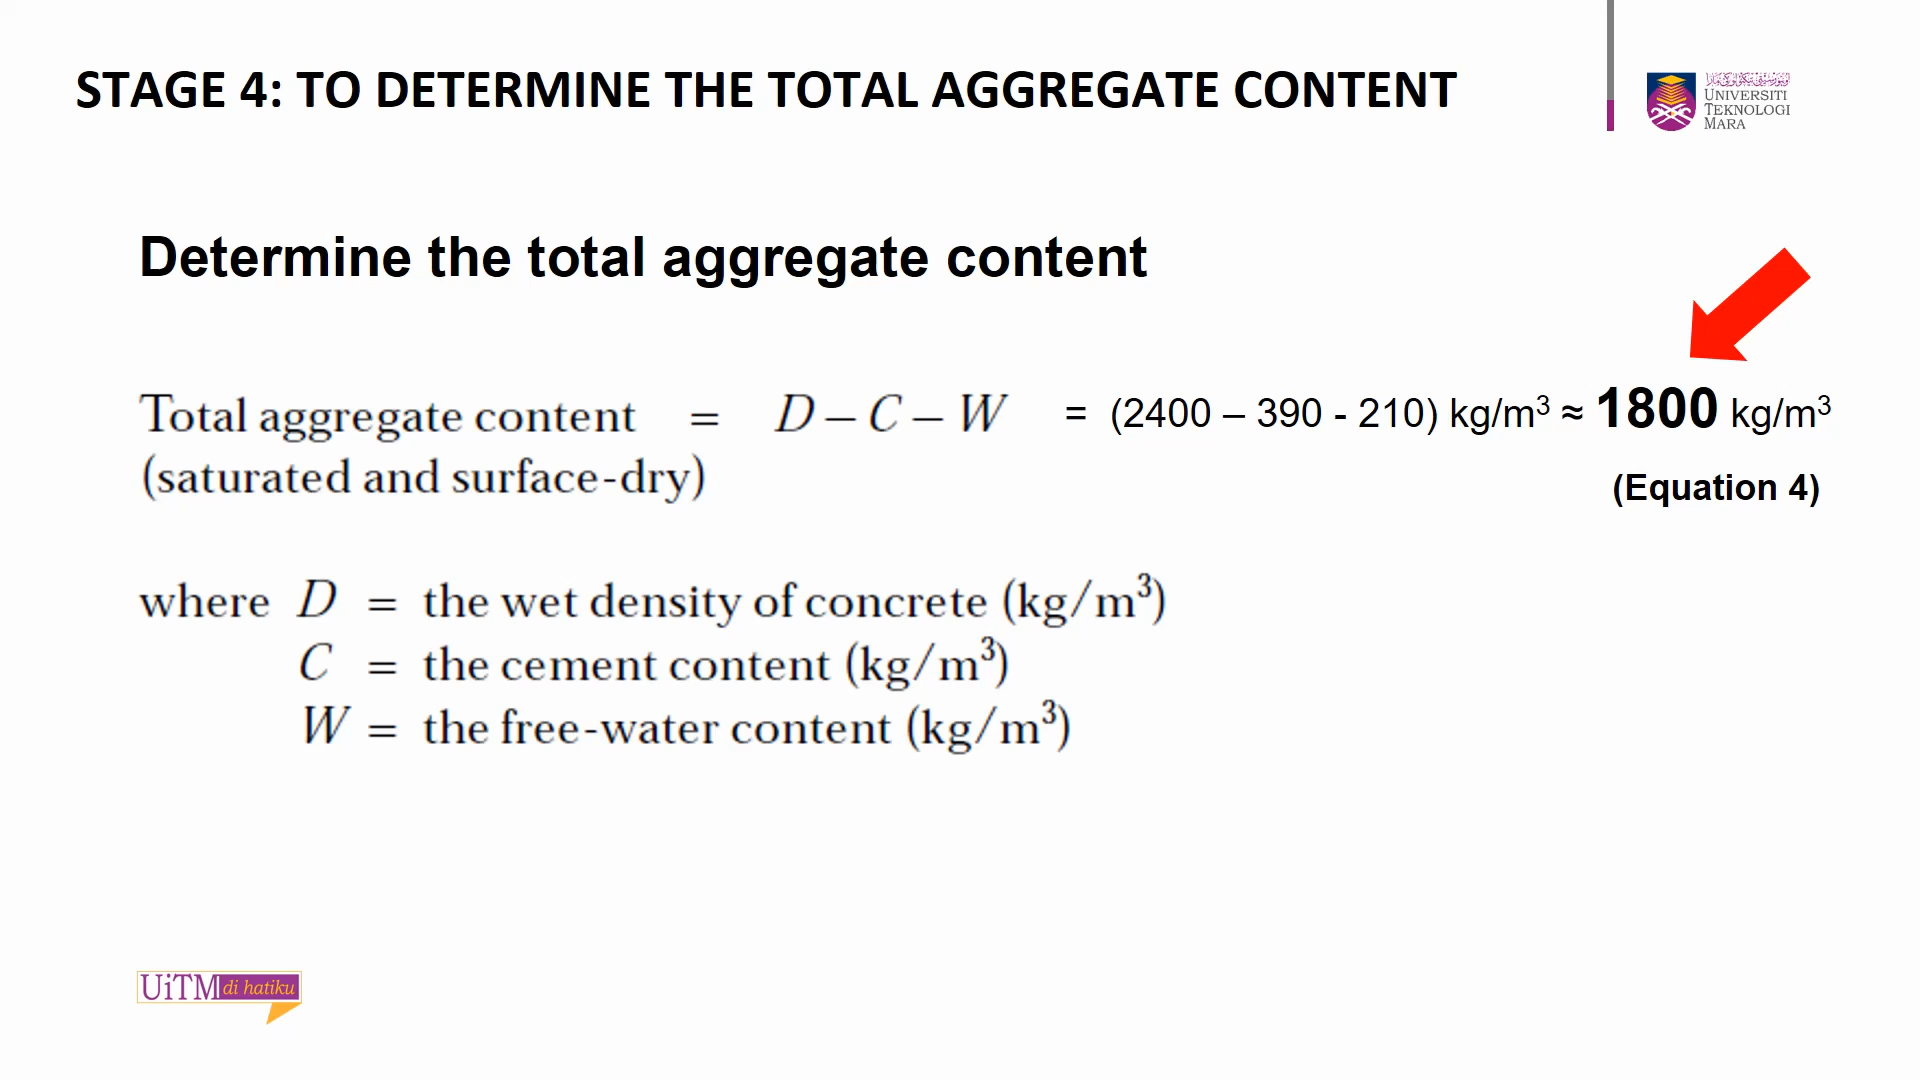 STAGE 4: TO DETERMINE THE TOTAL AGGREGATE CONTENT
UNIVERSITI
TEKNOLOGI
MARA
Determine the total aggregate content
Total aggregate content = D – C – W = (2400 – 390 - 210) kg/m³ ≈ 1800 kg/m³
(saturated and surface-dry)
(Equation 4)
where D = the wet density of concrete (kg/m³)
C = the cement content (kg/m³)
W = the free-water content (kg/m³)
UiTM di hatiku